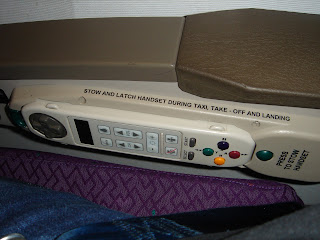 STOW AND LATCH HANDSET DURING TAXI, TAKE - OFF AND LANDING
PRESS
TO STOW
HANDSET